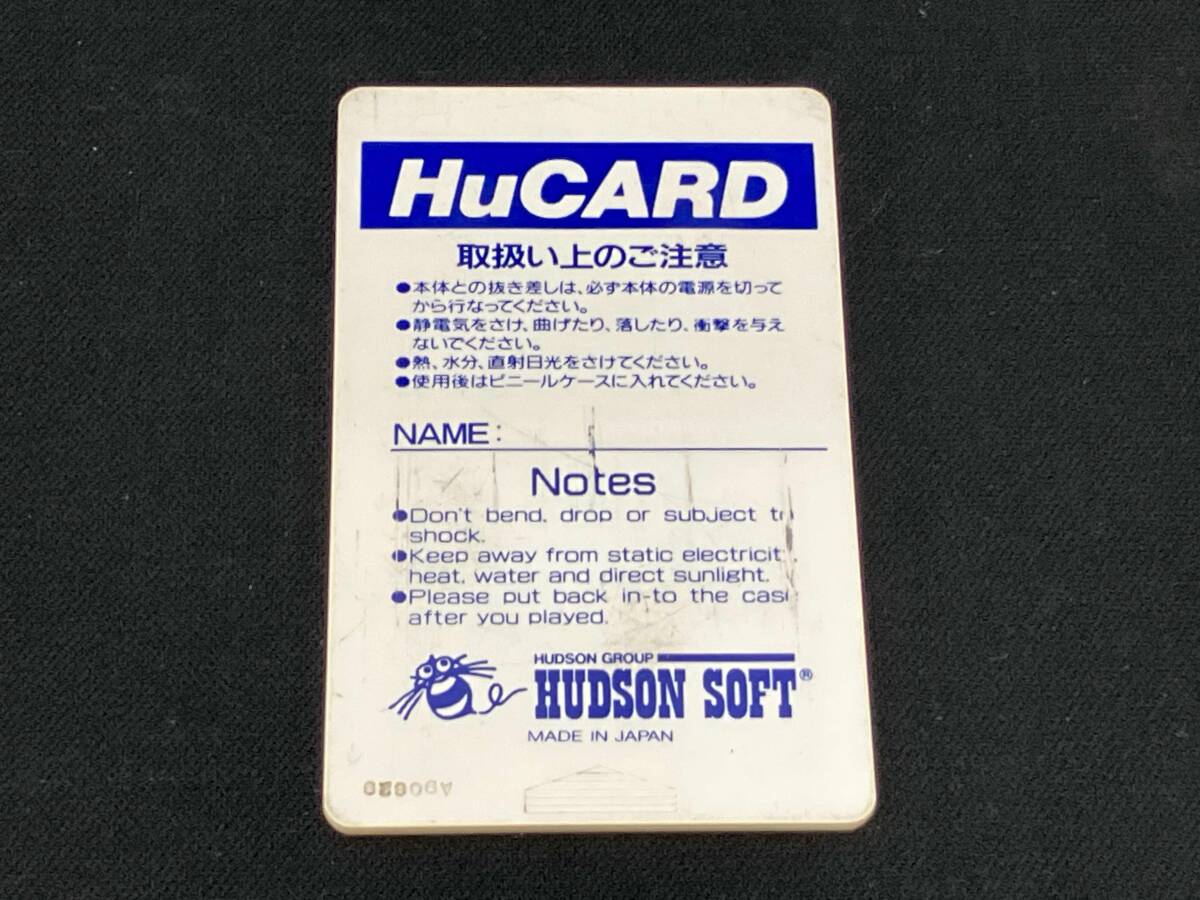 HuCARD
取扱い上のご注意
●本体との抜き差しは、必ず本体の電源を切って
から行なってください。
●静電気をさけ、曲げたり、落したり、衝撃を与え
ないでください。
●熱、水分、直射日光をさけてください。
●使用後はビニールケースに入れてください。
NAME:
Notes
●Don't bend, drop or subject to
shock.
●Keep away from static electricit
heat, water and direct sunlight.
●Please put back in-to the cas
after you played.
HUDSON GROUP
HUDSON SOFT®
MADE IN JAPAN